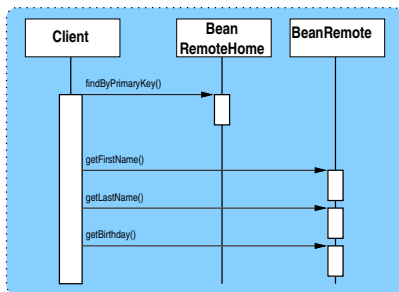 Client
Bean
RemoteHome
BeanRemote
findByPrimaryKey()
getFirstName()
getLastName()
getBirthday()